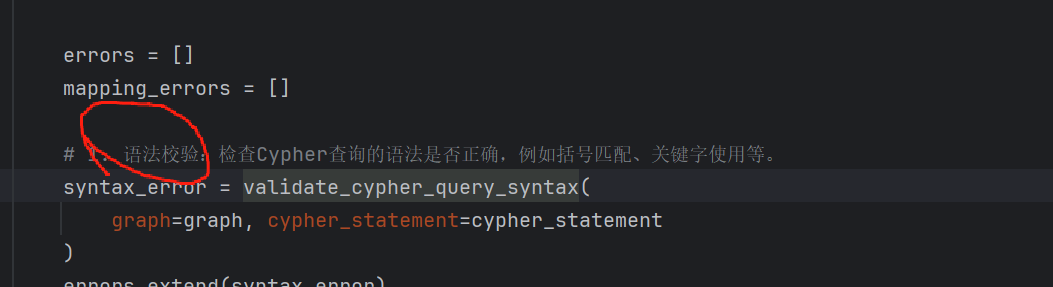 errors = []
mapping_errors = []
# 1. 语法校验：检查Cypher查询的语法是否正确，例如括号匹配、关键字使用等。
syntax_error = validate_cypher_query_syntax(
graph=graph, cypher_statement=cypher_statement
)
errors.extend(syntax_error)